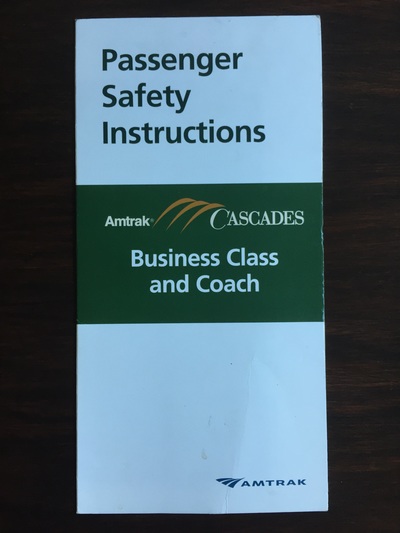 Passenger
Safety
Instructions
Amtrak® CASCADES
Business Class
and Coach
AMTRAK